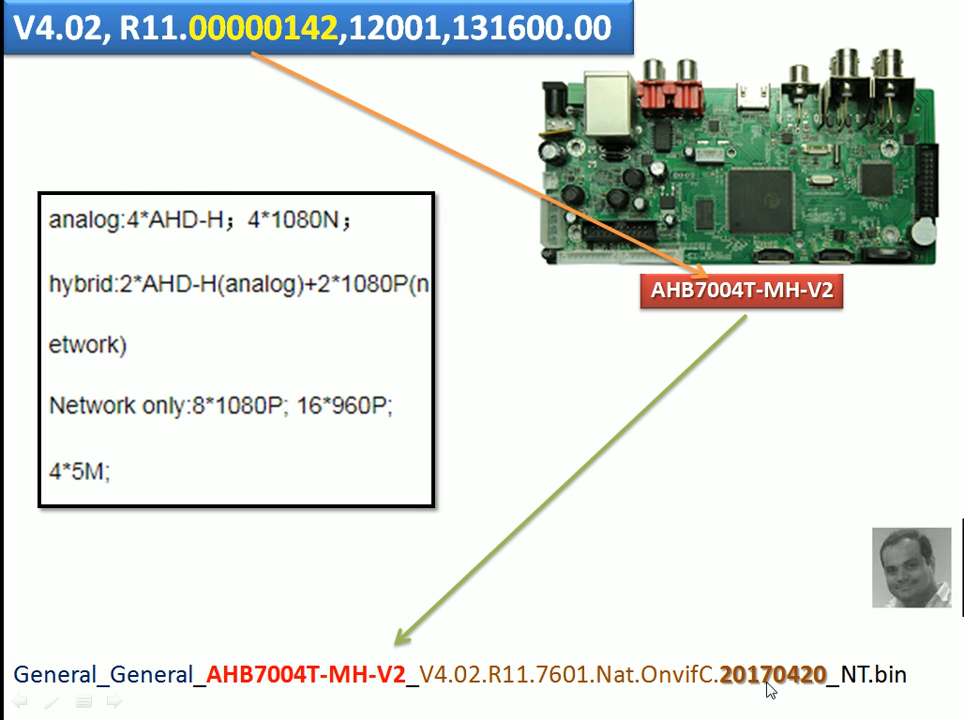 V4.02, R11.00000142,12001,131600.00
analog:4*AHD-H；4*1080N；
hybrid:2*AHD-H(analog)+2*1080P(n
etwork)
Network only:8*1080P; 16*960P;
4*5M;
AHB7004T-MH-V2
General_General_AHB7004T-MH-V2_V4.02.R11.7601.Nat.OnvifC.20170420_NT.bin